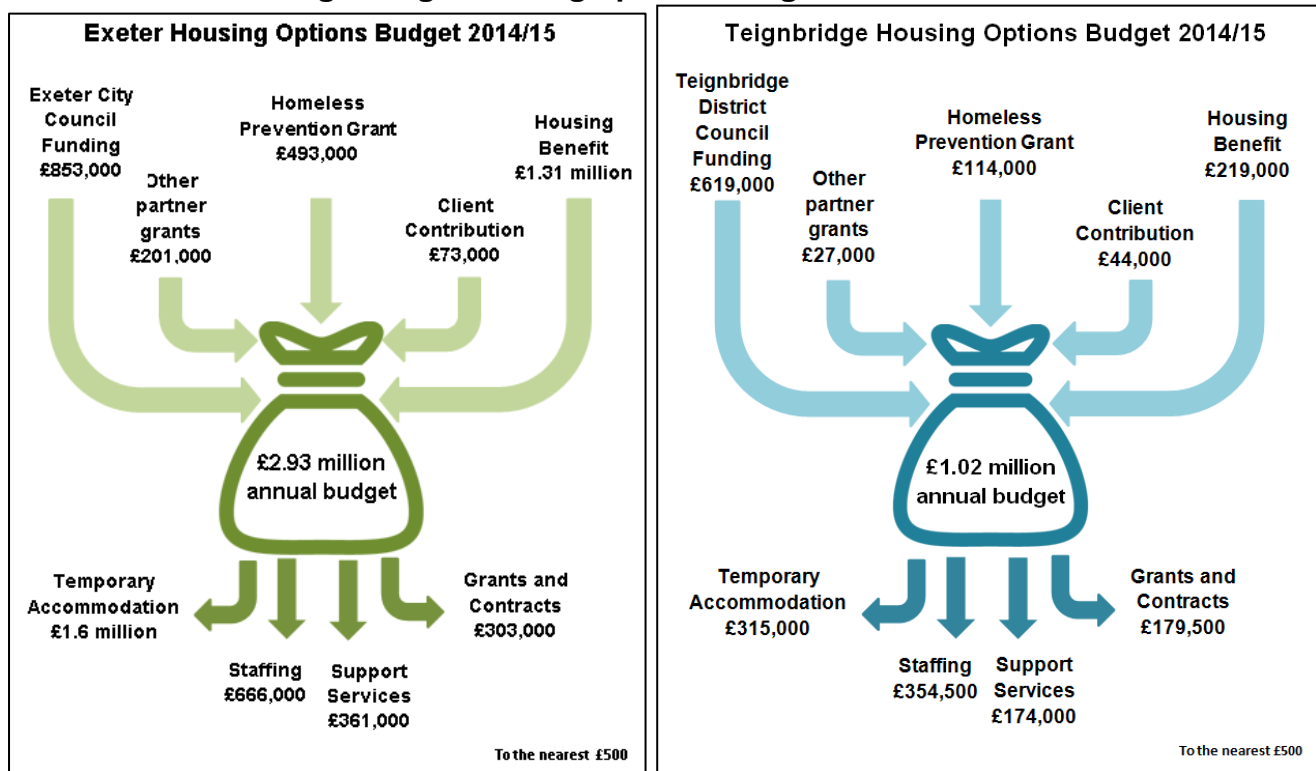 Exeter Housing Options Budget 2014/15
Exeter City
Council
Funding
£853,000
Other
partner
grants
£201,000
Homeless
Prevention Grant
£493,000
Client
Contribution
£73,000
Housing
Benefit
£1.31 million
£2.93 million
annual budget
Temporary
Accommodation
£1.6 million
Staffing
£666,000
Support
Services
£361,000
Grants and
Contracts
£303,000
To the nearest £500
Teignbridge Housing Options Budget 2014/15
Teignbridge
District
Council
Funding
£619,000
Other
partner
grants
£27,000
Homeless
Prevention Grant
£114,000
Client
Contribution
£44,000
Housing
Benefit
£219,000
£1.02 million
annual budget
Temporary
Accommodation
£315,000
Staffing
£354,500
Support
Services
£174,000
Grants and
Contracts
£179,500
To the nearest £500